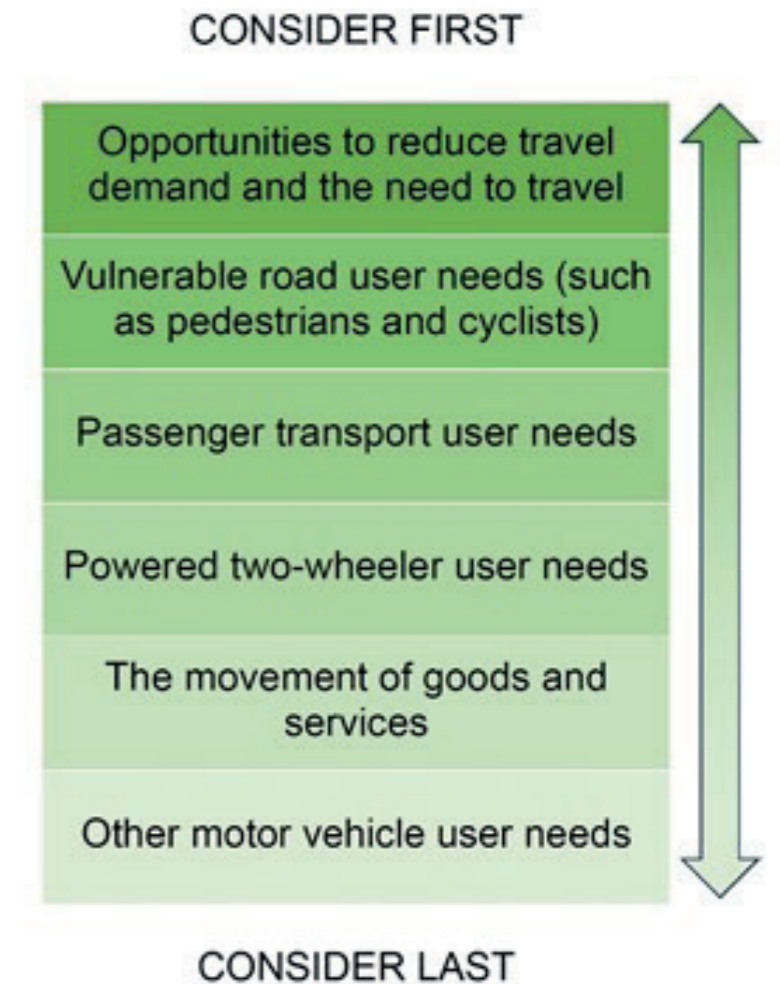 CONSIDER FIRST
Opportunities to reduce travel
demand and the need to travel
Vulnerable road user needs (such
as pedestrians and cyclists)
Passenger transport user needs
Powered two-wheeler user needs
The movement of goods and
services
Other motor vehicle user needs
CONSIDER LAST